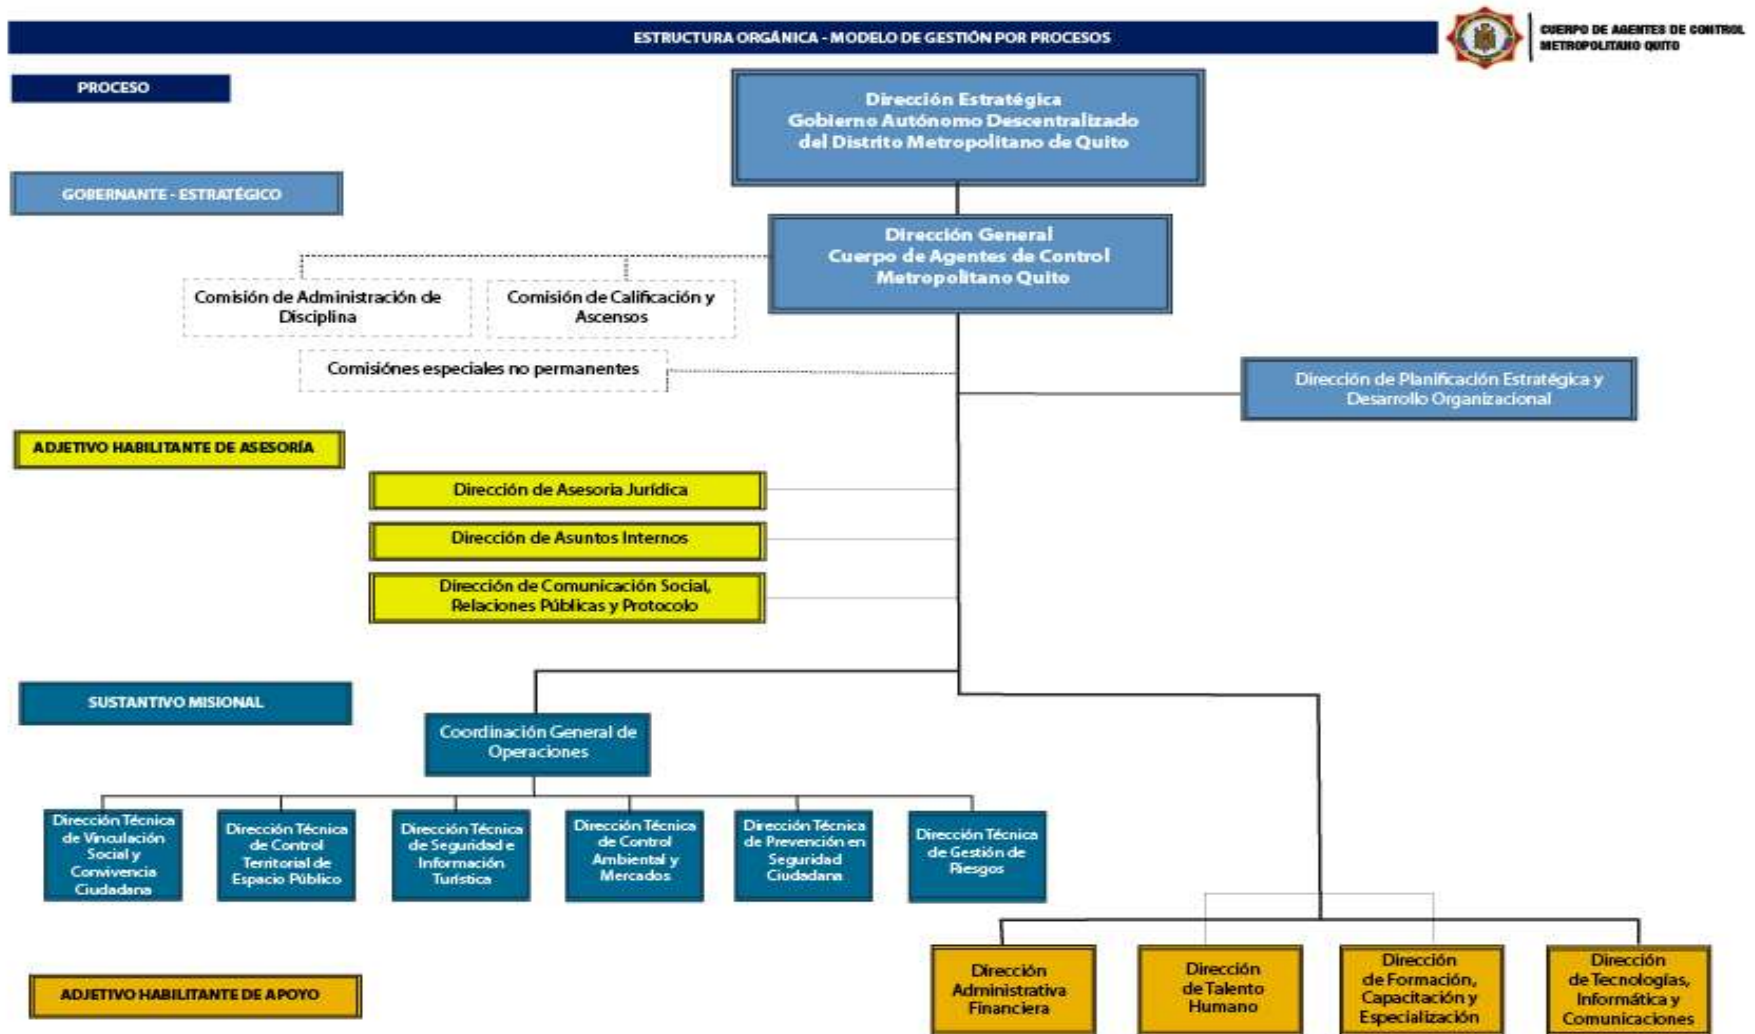 ESTRUCTURA ORGÁNICA - MODELO DE GESTIÓN POR PROCESOS
CUERPO DE AGENTES DE CONTROL
METROPOLITANO QUITO
PROCESO
Dirección Estratégica
Gobierno Autónomo Descentralizado
del Distrito Metropolitano de Quito
GOBERNANTE - ESTRATÉGICO
Dirección General
Cuerpo de Agentes de Control
Metropolitano Quito
Comisión de Administración de
Disciplina
Comisión de Calificación y
Ascensos
Comisiónes especiales no permanentes
Dirección de Planificación Estratégica y
Desarrollo Organizacional
ADJETIVO HABILITANTE DE ASESORÍA
Dirección de Asesoria Jurídica
Dirección de Asuntos Internos
Dirección de Comunicación Social,
Relaciones Públicas y Protocolo
SUSTANTIVO MISIONAL
Coordinación General de
Operaciones
Dirección Técnica
de Vinculación
Social y
Convivencia
Ciudadana
Dirección Técnica
de Control
Territorial de
Espacio Público
Dirección Técnica
de Seguridad e
Información
Turística
Dirección Técnica
de Control
Ambiental y
Mercados
Dirección Técnica
de Prevención en
Seguridad
Ciudadana
Dirección Técnica
de Gestión de
Riesgos
ADJETIVO HABILITANTE DE APOYO
Dirección
Administrativa
Financiera
Dirección
de Talento
Humano
Dirección
de Formación,
Capacitación y
Especialización
Dirección
de Tecnologías,
Informática y
Comunicaciones